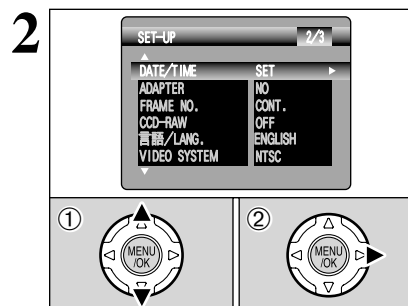 2
SET-UP 2/3
DATE/TIME SET
ADAPTER NO
FRAME NO. CONT.
CCD-RAW OFF
言語/LANG. ENGLISH
VIDEO SYSTEM NTSC
① ②
MENU MENU
/OK /OK